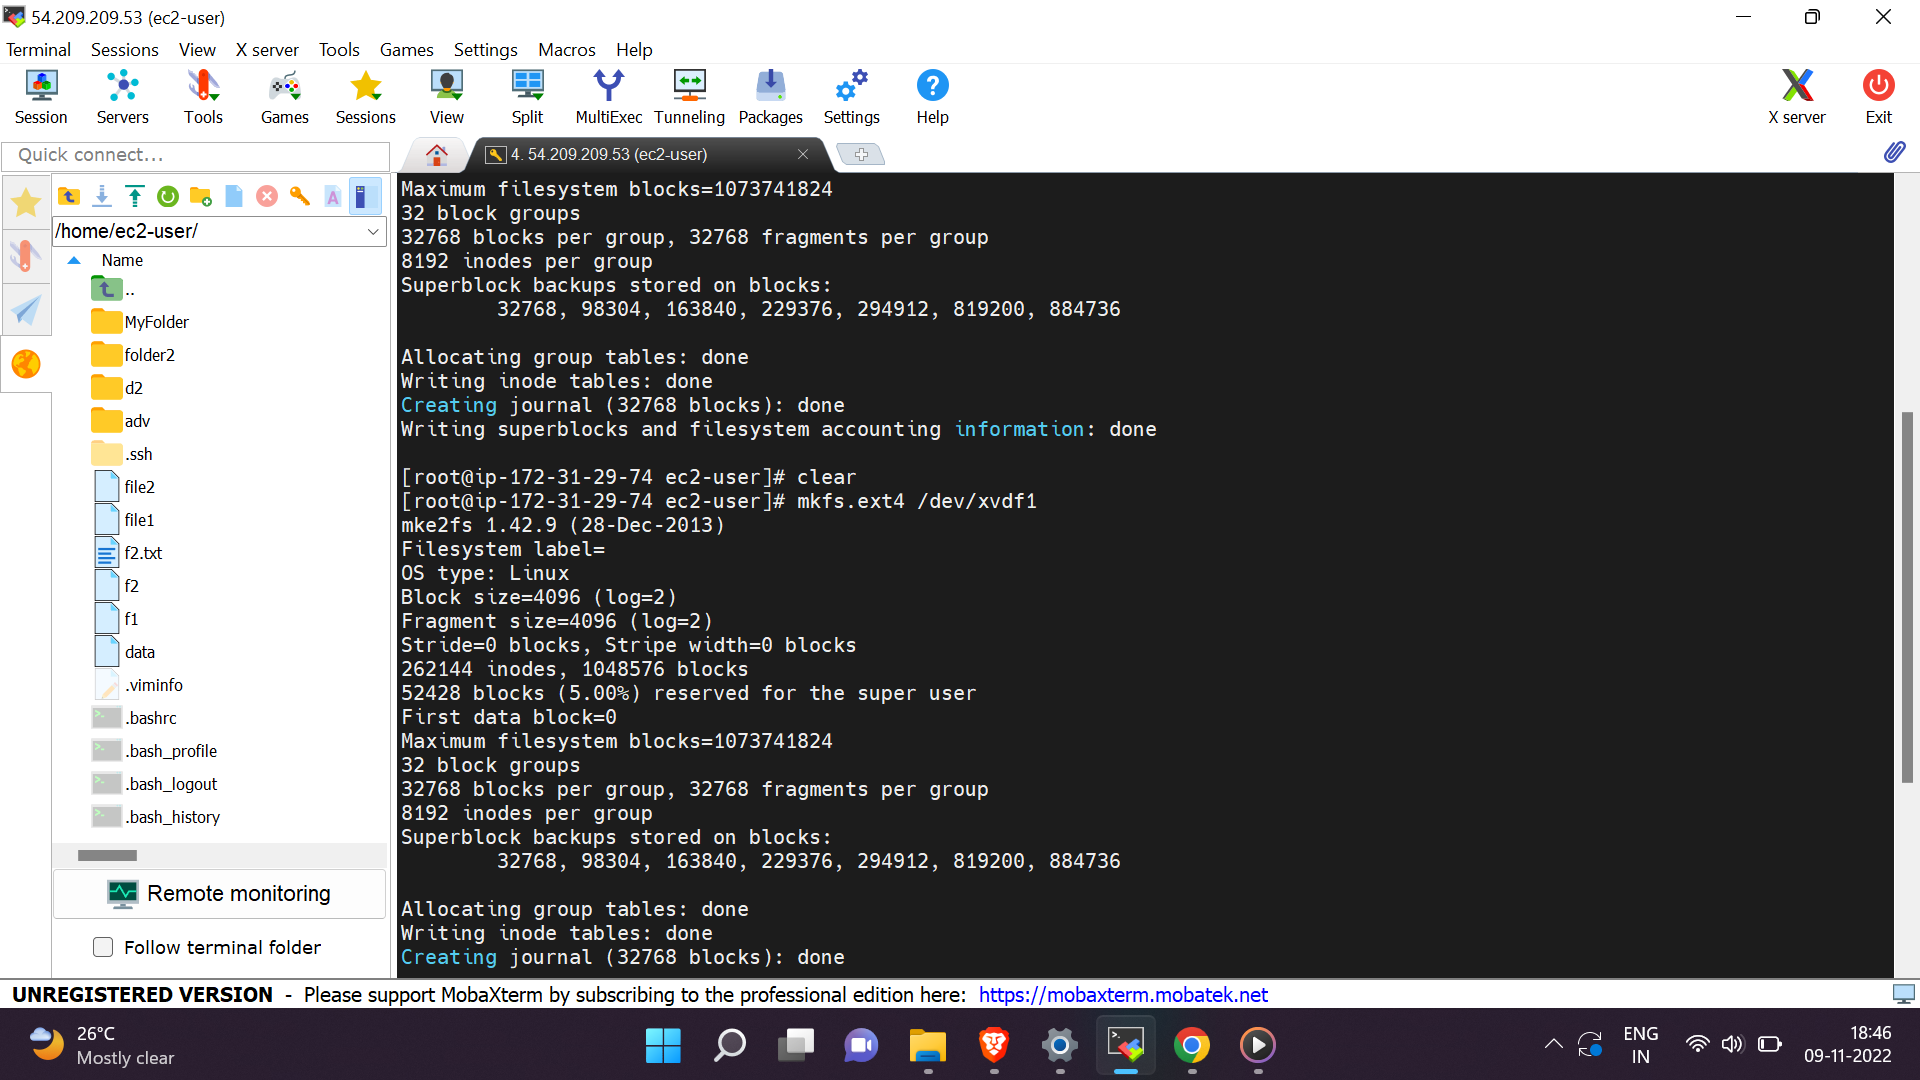 54.209.209.53 (ec2-user)
Terminal Sessions View X server Tools Games Settings Macros Help
Session Servers Tools Games Sessions View Split MultiExec Tunneling Packages Settings Help X server Exit
Quick connect...
4. 54.209.209.53 (ec2-user)
/home/ec2-user/
Name
..
MyFolder
folder2
d2
adv
.ssh
file2
file1
f2.txt
f2
f1
data
.viminfo
.bashrc
.bash_profile
.bash_logout
.bash_history
Remote monitoring
Follow terminal folder
Maximum filesystem blocks=1073741824
32 block groups
32768 blocks per group, 32768 fragments per group
8192 inodes per group
Superblock backups stored on blocks:
32768, 98304, 163840, 229376, 294912, 819200, 884736
Allocating group tables: done
Writing inode tables: done
Creating journal (32768 blocks): done
Writing superblocks and filesystem accounting information: done
[root@ip-172-31-29-74 ec2-user]# clear
[root@ip-172-31-29-74 ec2-user]# mkfs.ext4 /dev/xvdf1
mke2fs 1.42.9 (28-Dec-2013)
Filesystem label=
OS type: Linux
Block size=4096 (log=2)
Fragment size=4096 (log=2)
Stride=0 blocks, Stripe width=0 blocks
262144 inodes, 1048576 blocks
52428 blocks (5.00%) reserved for the super user
First data block=0
Maximum filesystem blocks=1073741824
32 block groups
32768 blocks per group, 32768 fragments per group
8192 inodes per group
Superblock backups stored on blocks:
32768, 98304, 163840, 229376, 294912, 819200, 884736
Allocating group tables: done
Writing inode tables: done
Creating journal (32768 blocks): done
UNREGISTERED VERSION - Please support MobaXterm by subscribing to the professional edition here: https://mobaxterm.mobatek.net
26°C
Mostly clear
ENG
IN
18:46
09-11-2022